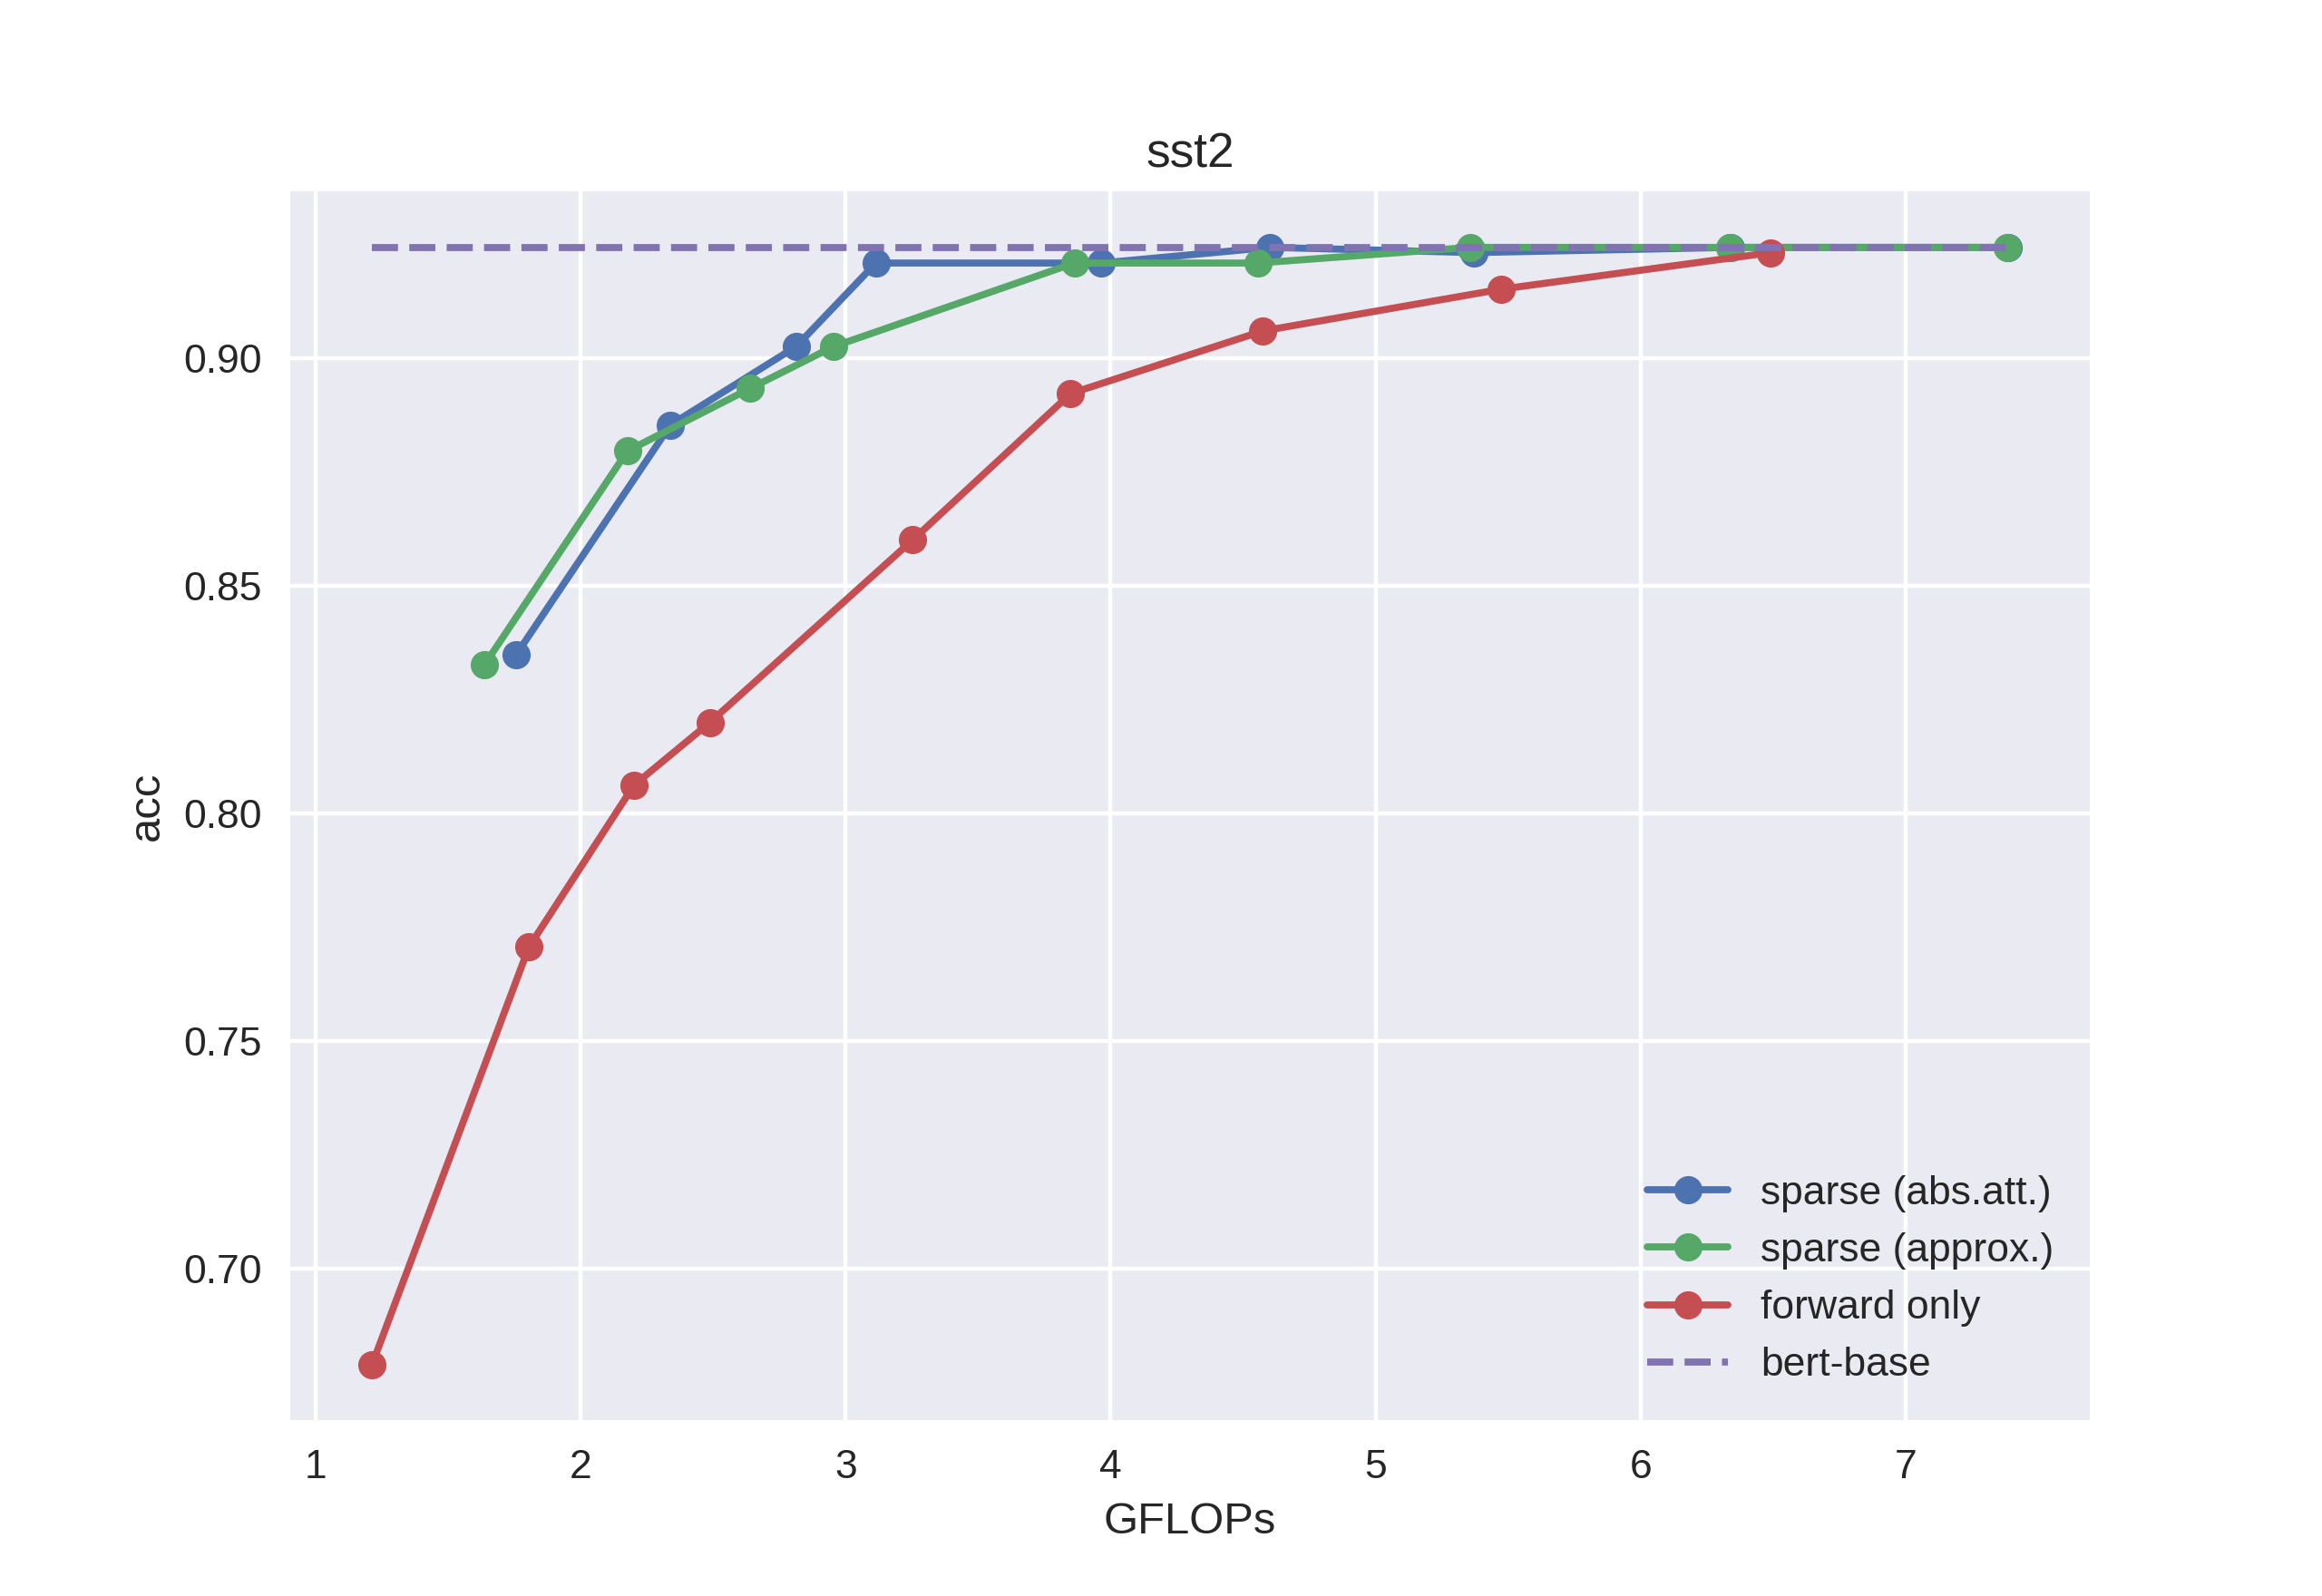 sst2
acc
0.90
0.85
0.80
0.75
0.70
1 2 3 4 5 6 7
GFLOPs
sparse (abs.att.)
sparse (approx.)
forward only
bert-base